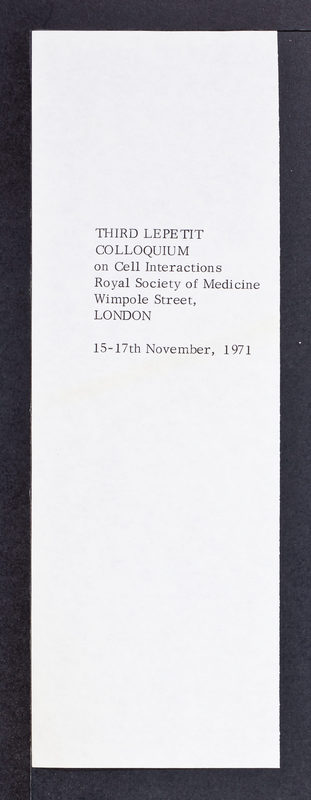 THIRD LEPETIT
COLLOQUIUM
on Cell Interactions
Royal Society of Medicine
Wimpole Street,
LONDON
15-17th November, 1971